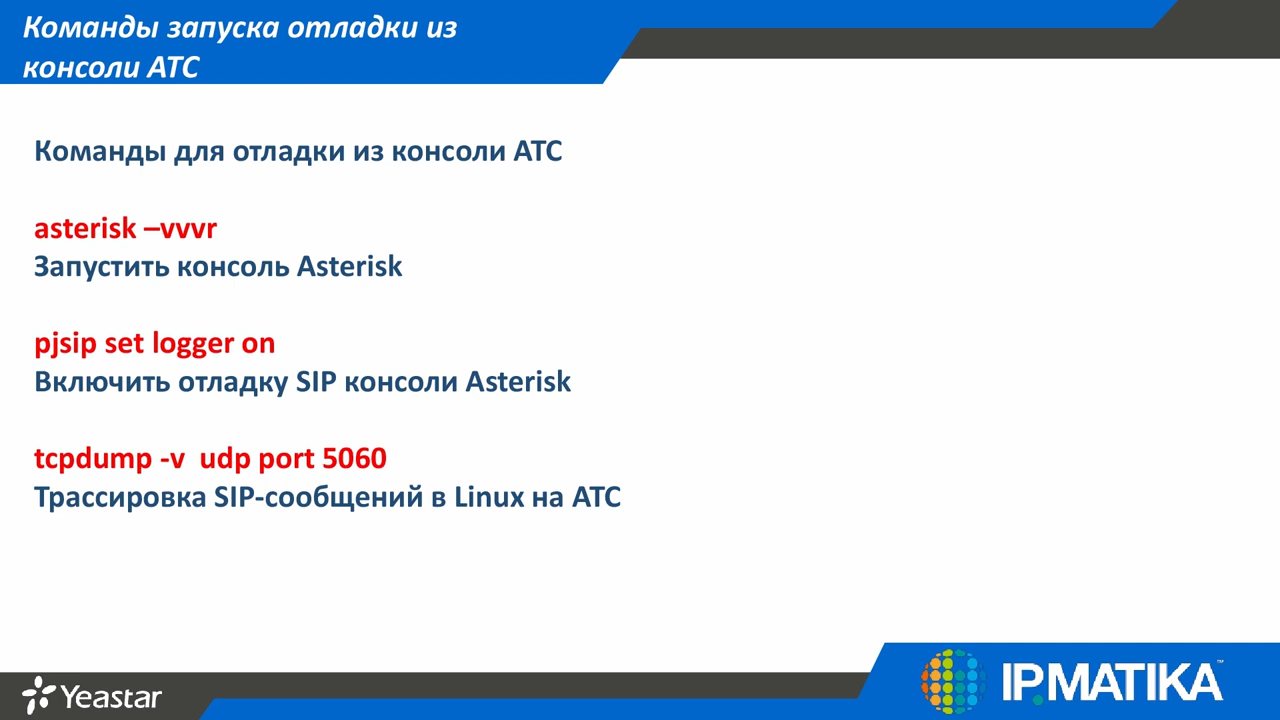 Команды запуска отладки из
консоли АТС
Команды для отладки из консоли АТС
asterisk –vvvr
Запустить консоль Asterisk
pjsip set logger on
Включить отладку SIP консоли Asterisk
tcpdump -v  udp port 5060
Трассировка SIP-сообщений в Linux на АТС
Yeastar
IPMATIKA™